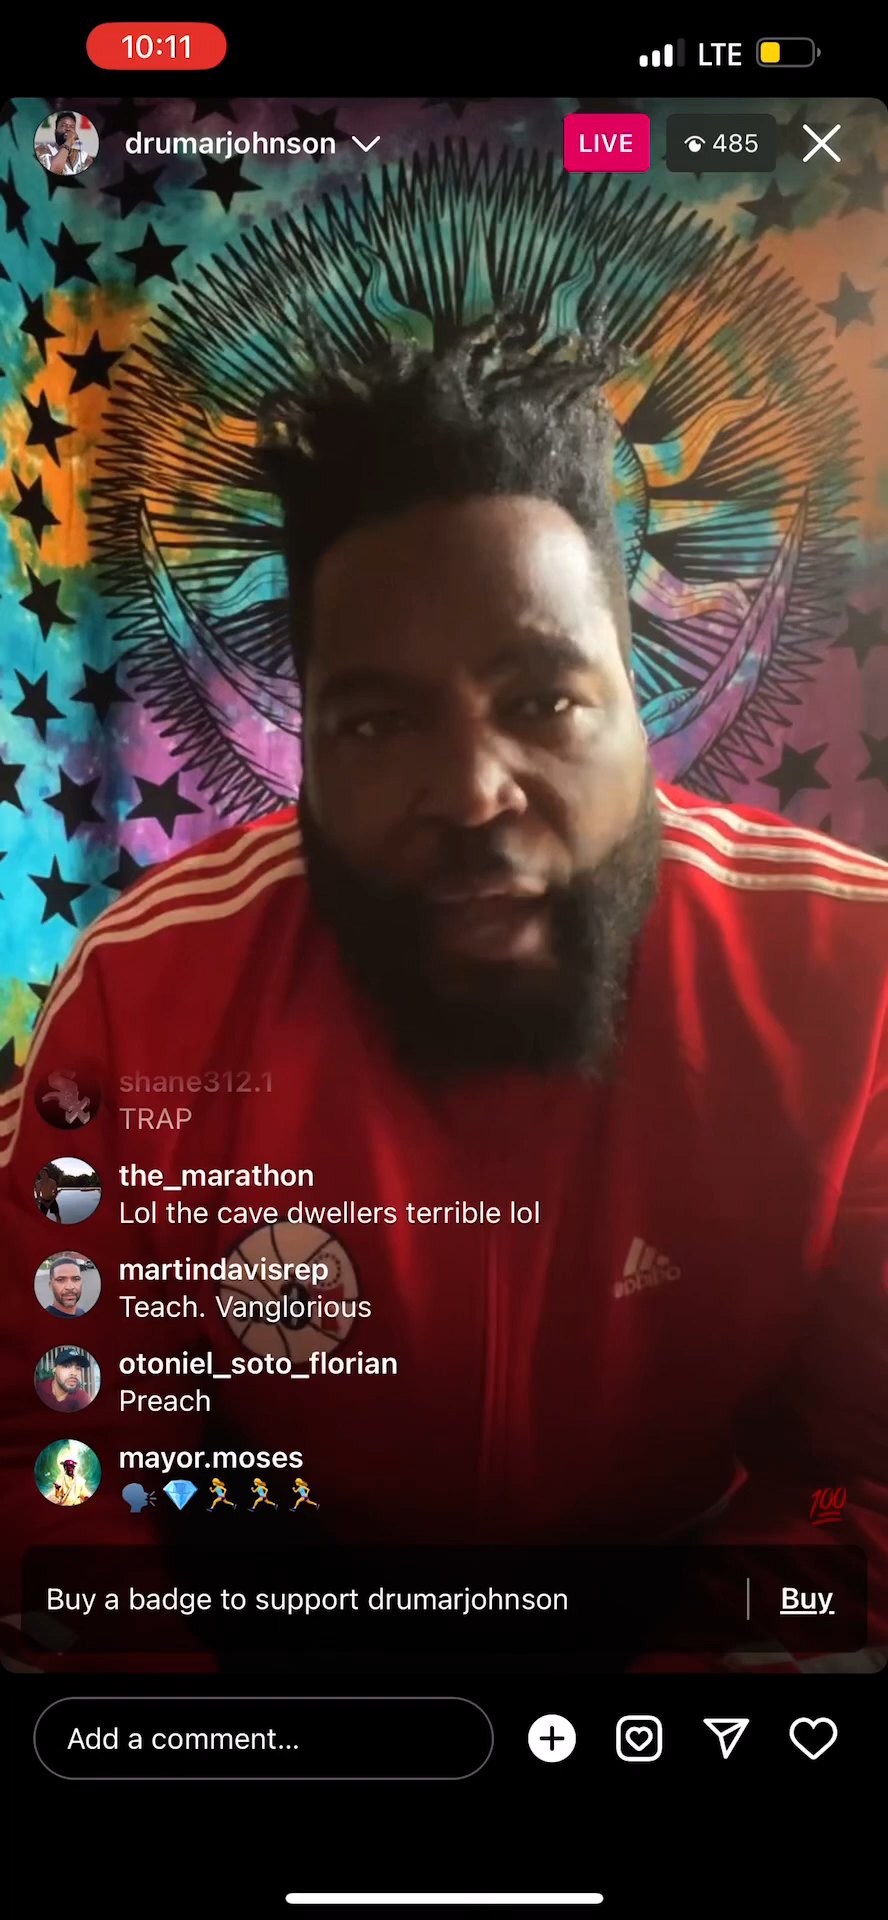 10:11
LTE
drumarjohnson
LIVE
485
shane312.1
TRAP
the_marathon
Lol the cave dwellers terrible lol
martindavisrep
Teach. Vanglorious
otoniel_soto_florian
Preach
mayor.moses
100
Buy a badge to support drumarjohnson
Buy
Add a comment...